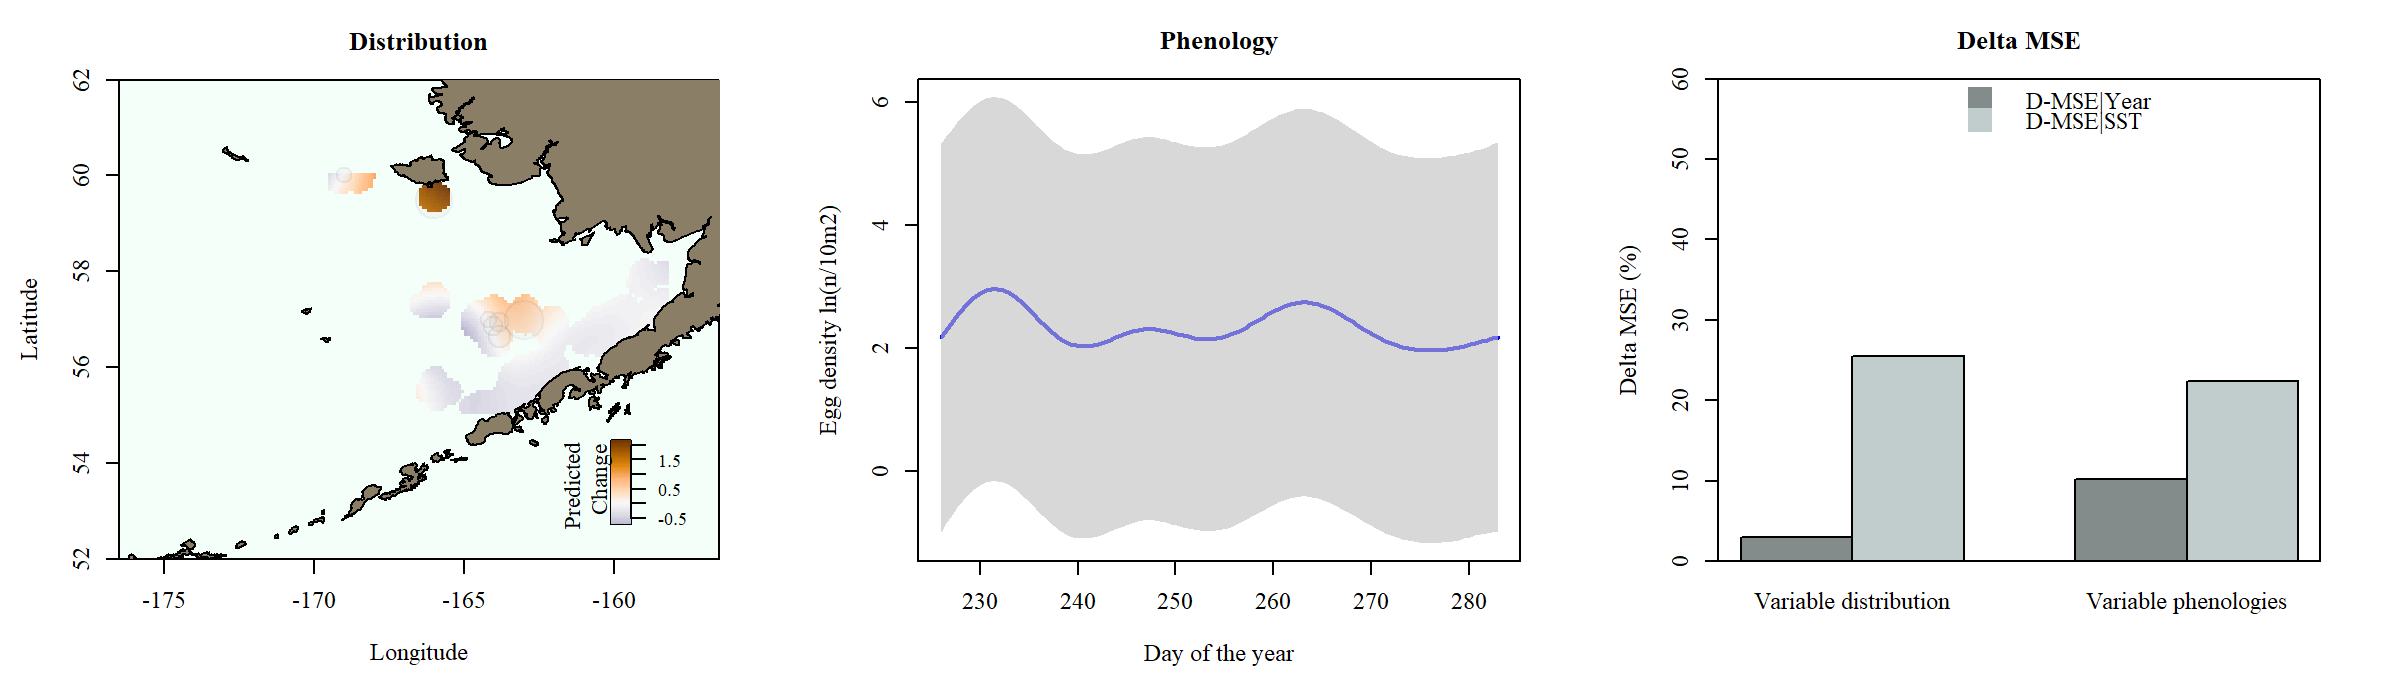 Distribution
62
60
58
56
54
52
Latitude
-175
-170
-165
-160
Longitude
Predicted
Change
1.5
0.5
-0.5
Phenology
6
4
2
0
Egg density ln(n/10m2)
230
240
250
260
270
280
Day of the year
Delta MSE
60
50
40
30
20
10
0
Delta MSE (%)
D-MSE|Year
D-MSE|SST
Variable distribution
Variable phenologies